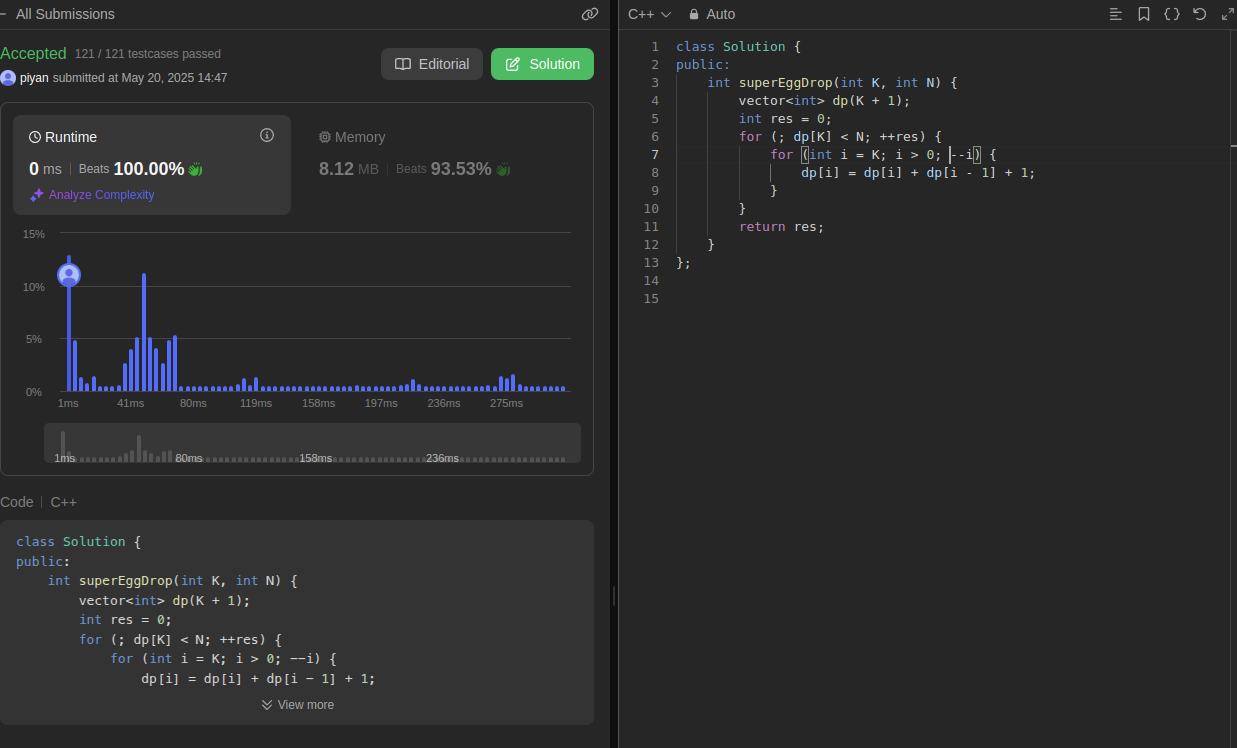 All Submissions
Accepted 121 / 121 testcases passed
piyan submitted at May 20, 2025 14:47
Editorial
Solution
Runtime
0 ms | Beats 100.00%
Analyze Complexity
Memory
8.12 MB | Beats 93.53%
15%
10%
5%
0%
1ms 41ms 80ms 119ms 158ms 197ms 236ms 275ms
1ms 80ms 158ms 236ms
Code | C++
class Solution {
public:
    int superEggDrop(int K, int N) {
        vector<int> dp(K + 1);
        int res = 0;
        for (; dp[K] < N; ++res) {
            for (int i = K; i > 0; --i) {
                dp[i] = dp[i] + dp[i - 1] + 1;
View more
C++ Auto
1 class Solution {
2 public:
3     int superEggDrop(int K, int N) {
4         vector<int> dp(K + 1);
5         int res = 0;
6         for (; dp[K] < N; ++res) {
7             for (int i = K; i > 0; --i) {
8                 dp[i] = dp[i] + dp[i - 1] + 1;
9             }
10         }
11         return res;
12     }
13 };
14
15